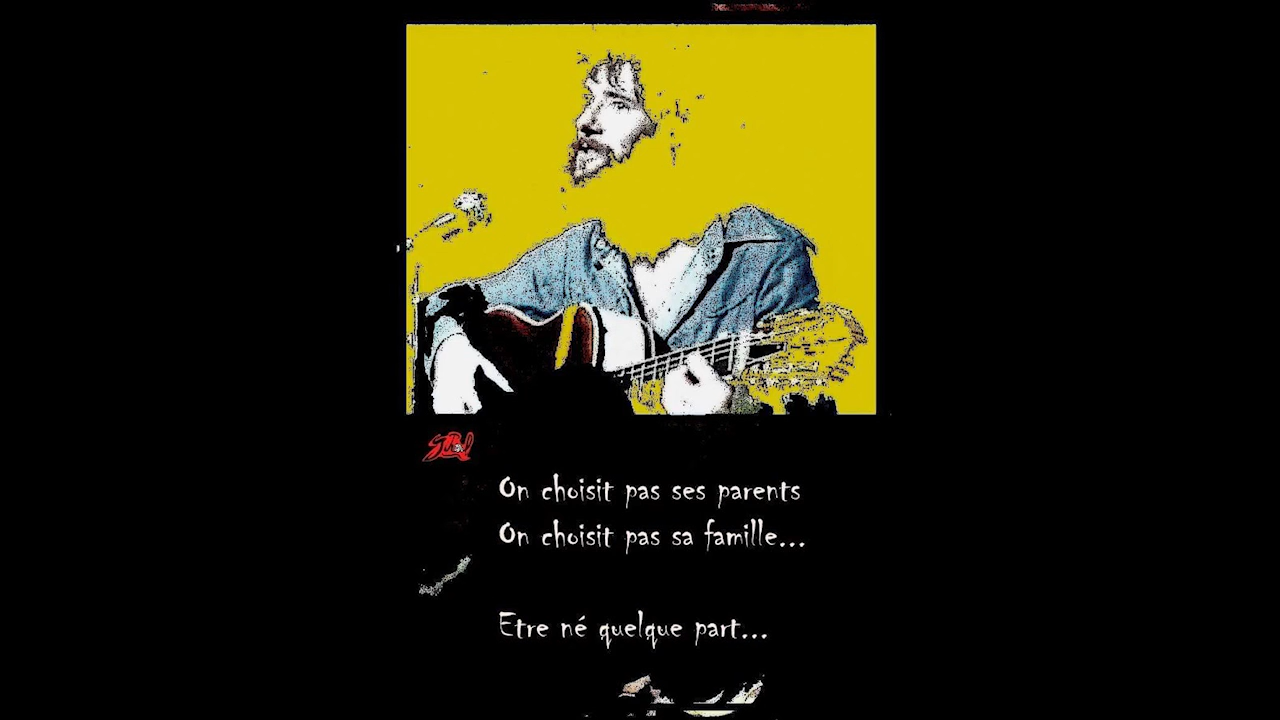 On choisit pas ses parents
On choisit pas sa famille...
Etre né quelque part...